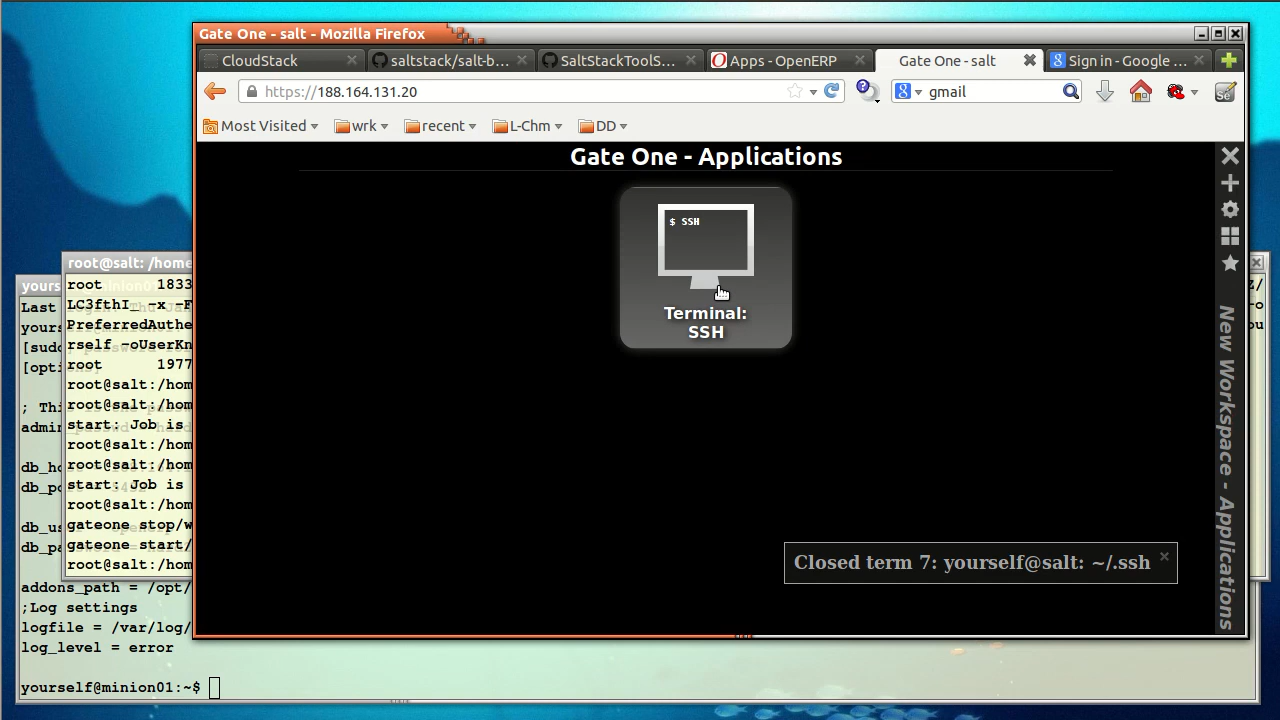 Gate One - salt - Mozilla Firefox
CloudStack
saltstack/salt-b...
SaltStackToolS...
Apps - OpenERP
Gate One - salt
Sign in - Google ...
https://188.164.131.20
gmail
Most Visited
wrk
recent
L-Chm
DD
Gate One - Applications
$ SSH
Terminal:
SSH
New Workspace - Applications
Closed term 7: yourself@salt: ~/.ssh
root@salt: /home
root 1833
LC3fthI_ -x -F
PreferredAuthe
rself -oUserKn
root 1977
root@salt:/hom
root@salt:/hom
start: Job is
root@salt:/hom
root@salt:/hom
start: Job is
root@salt:/hom
gateone stop/w
gateone start/
root@salt:/hom
yours
Last
yours
[sudo
[opt
; Thi
admin
db_ho
db_po
db_us
db_pa
addons_path = /opt/
;Log settings
logfile = /var/log/
log_level = error
yourself@minion01:~$